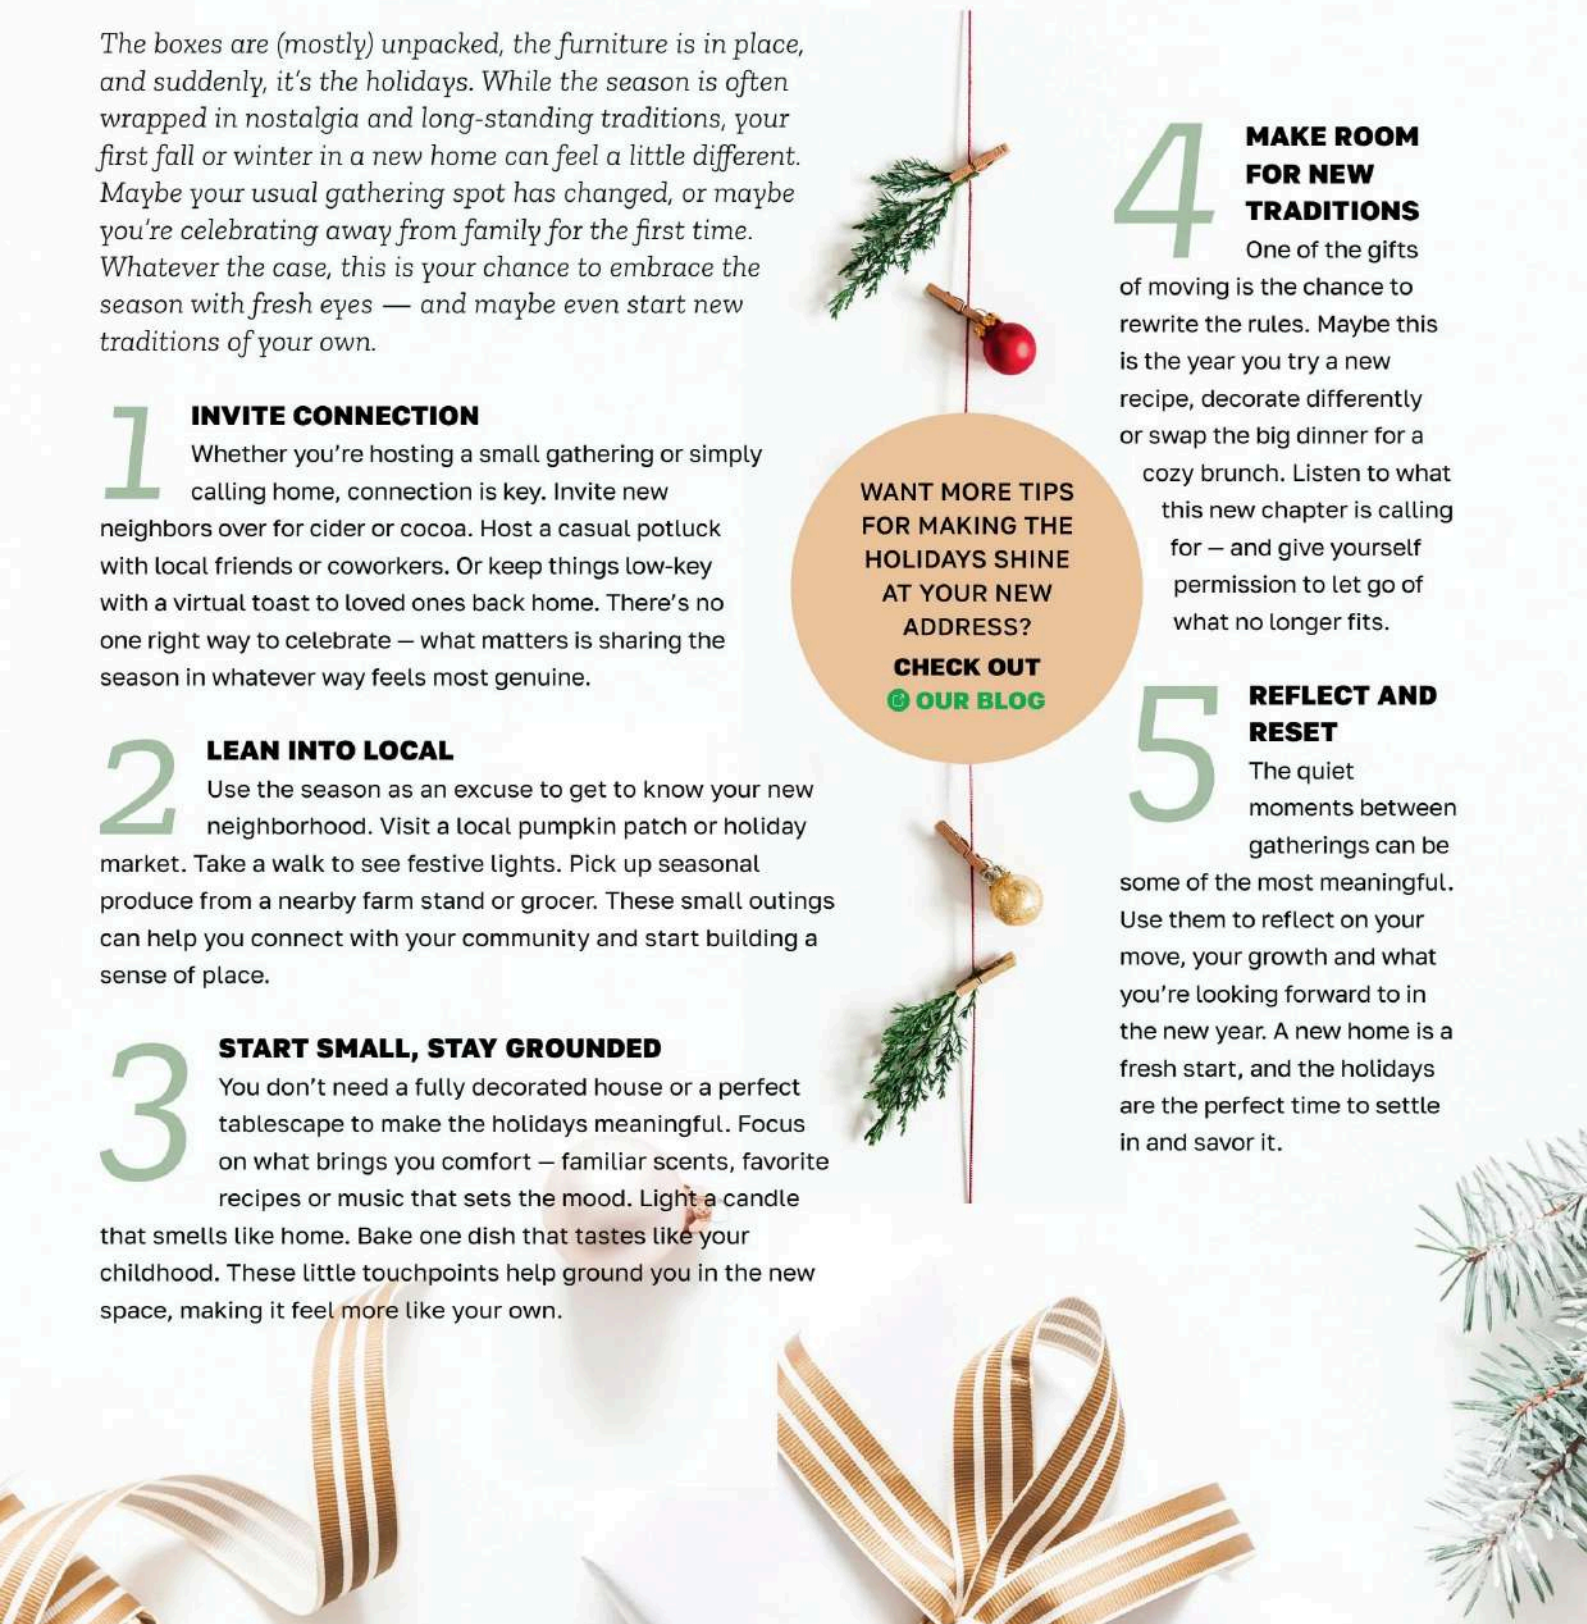 The boxes are (mostly) unpacked, the furniture is in place,
and suddenly, it's the holidays. While the season is often
wrapped in nostalgia and long-standing traditions, your
first fall or winter in a new home can feel a little different.
Maybe your usual gathering spot has changed, or maybe
you're celebrating away from family for the first time.
Whatever the case, this is your chance to embrace the
season with fresh eyes — and maybe even start new
traditions of your own.
1
INVITE CONNECTION
Whether you're hosting a small gathering or simply
calling home, connection is key. Invite new
neighbors over for cider or cocoa. Host a casual potluck
with local friends or coworkers. Or keep things low-key
with a virtual toast to loved ones back home. There's no
one right way to celebrate — what matters is sharing the
season in whatever way feels most genuine.
2
LEAN INTO LOCAL
Use the season as an excuse to get to know your new
neighborhood. Visit a local pumpkin patch or holiday
market. Take a walk to see festive lights. Pick up seasonal
produce from a nearby farm stand or grocer. These small outings
can help you connect with your community and start building a
sense of place.
3
START SMALL, STAY GROUNDED
You don't need a fully decorated house or a perfect
tablescape to make the holidays meaningful. Focus
on what brings you comfort — familiar scents, favorite
recipes or music that sets the mood. Light a candle
that smells like home. Bake one dish that tastes like your
childhood. These little touchpoints help ground you in the new
space, making it feel more like your own.
WANT MORE TIPS
FOR MAKING THE
HOLIDAYS SHINE
AT YOUR NEW
ADDRESS?
CHECK OUT
OUR BLOG
4
MAKE ROOM
FOR NEW
TRADITIONS
One of the gifts
of moving is the chance to
rewrite the rules. Maybe this
is the year you try a new
recipe, decorate differently
or swap the big dinner for a
cozy brunch. Listen to what
this new chapter is calling
for — and give yourself
permission to let go of
what no longer fits.
5
REFLECT AND
RESET
The quiet
moments between
gatherings can be
some of the most meaningful.
Use them to reflect on your
move, your growth and what
you're looking forward to in
the new year. A new home is a
fresh start, and the holidays
are the perfect time to settle
in and savor it.